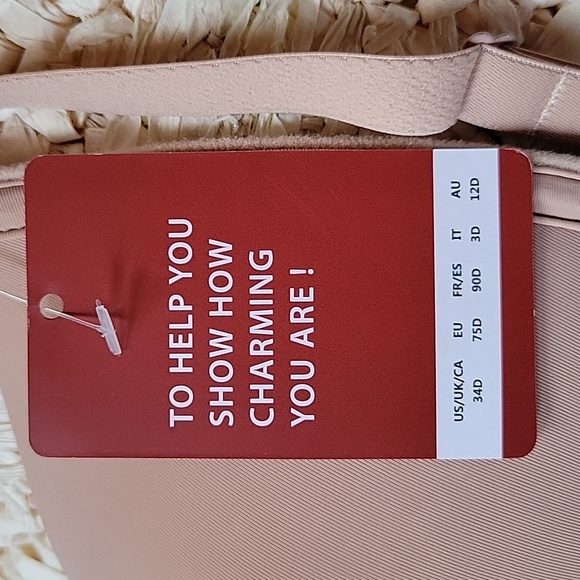 TO HELP YOU
SHOW HOW
CHARMING
YOU ARE !
US/UK/CA EU FR/ES IT AU
34D 75D 90D 3D 12D